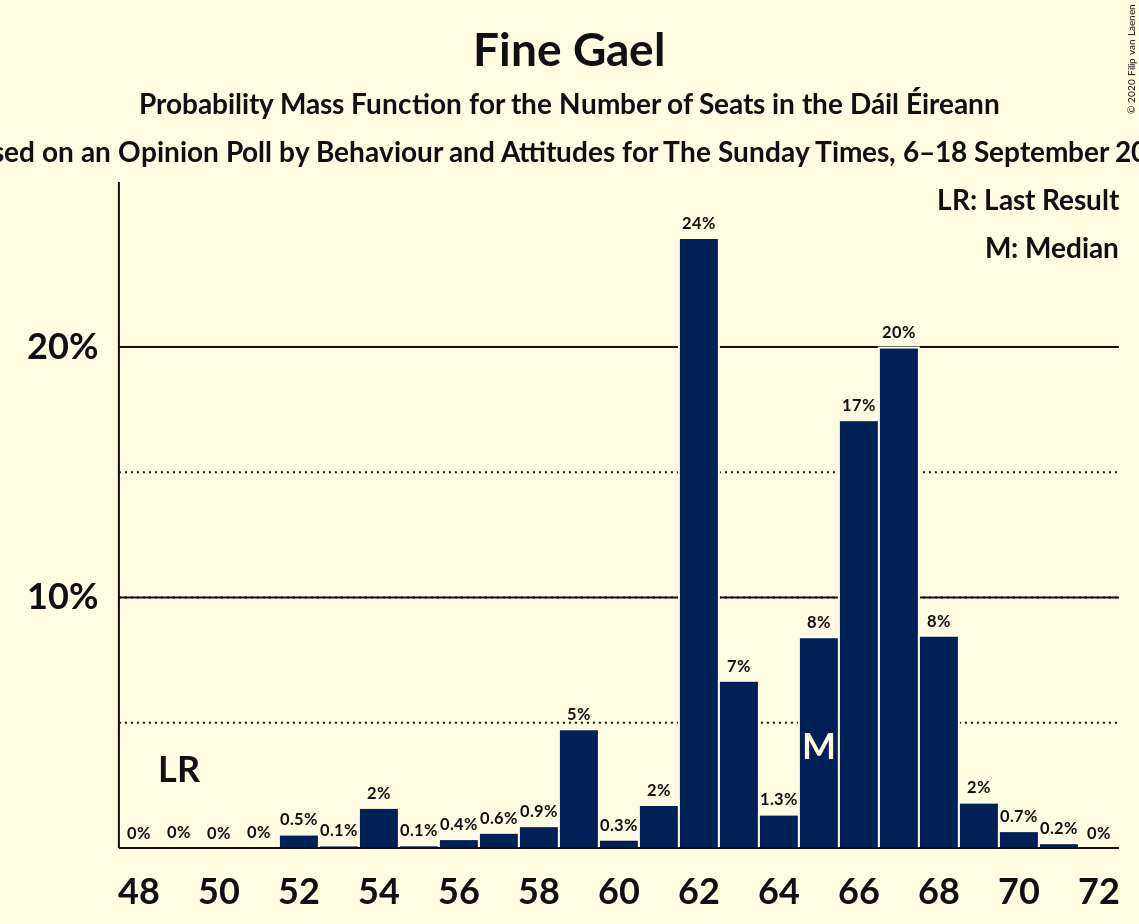 Fine Gael
Probability Mass Function for the Number of Seats in the Dáil Éireann
sed on an Opinion Poll by Behaviour and Attitudes for The Sunday Times, 6–18 September 20
© 2020 Filip van Laenen
LR: Last Result
M: Median
20%
10%
0% 0% 0% 0% 0.5% 0.1% 2% 0.1% 0.4% 0.6% 0.9% 5% 0.3% 2% 24% 7% 1.3% 8% 17% 20% 8% 2% 0.7% 0.2% 0%
LR
M
48 50 52 54 56 58 60 62 64 66 68 70 72